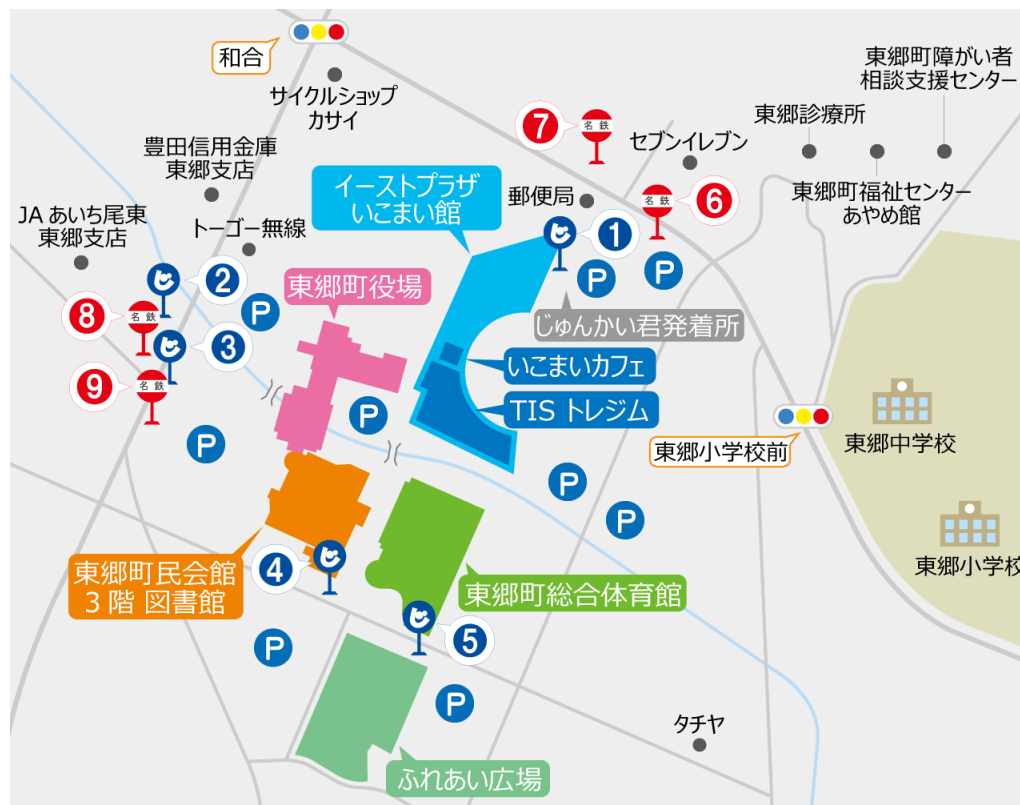 和合
サイクルショップ
カサイ
豊田信用金庫
東郷支店
JAあいち尾東
東郷支店
トーゴー無線
イーストプラザ
いこまい館
郵便局
7
名鉄
セブンイレブン
6
名鉄
東郷診療所
東郷町障がい者
相談支援センター
東郷町福祉センター
あやめ館
1
P
P
じゅんかい君発着所
2
8
名鉄
3
9
名鉄
P
東郷町役場
いこまいカフェ
TIS トレジム
P
P
東郷小学校前
東郷中学校
東郷小学校
P
P
東郷町民会館
3階 図書館
4
東郷町総合体育館
5
P
P
タチヤ
ふれあい広場